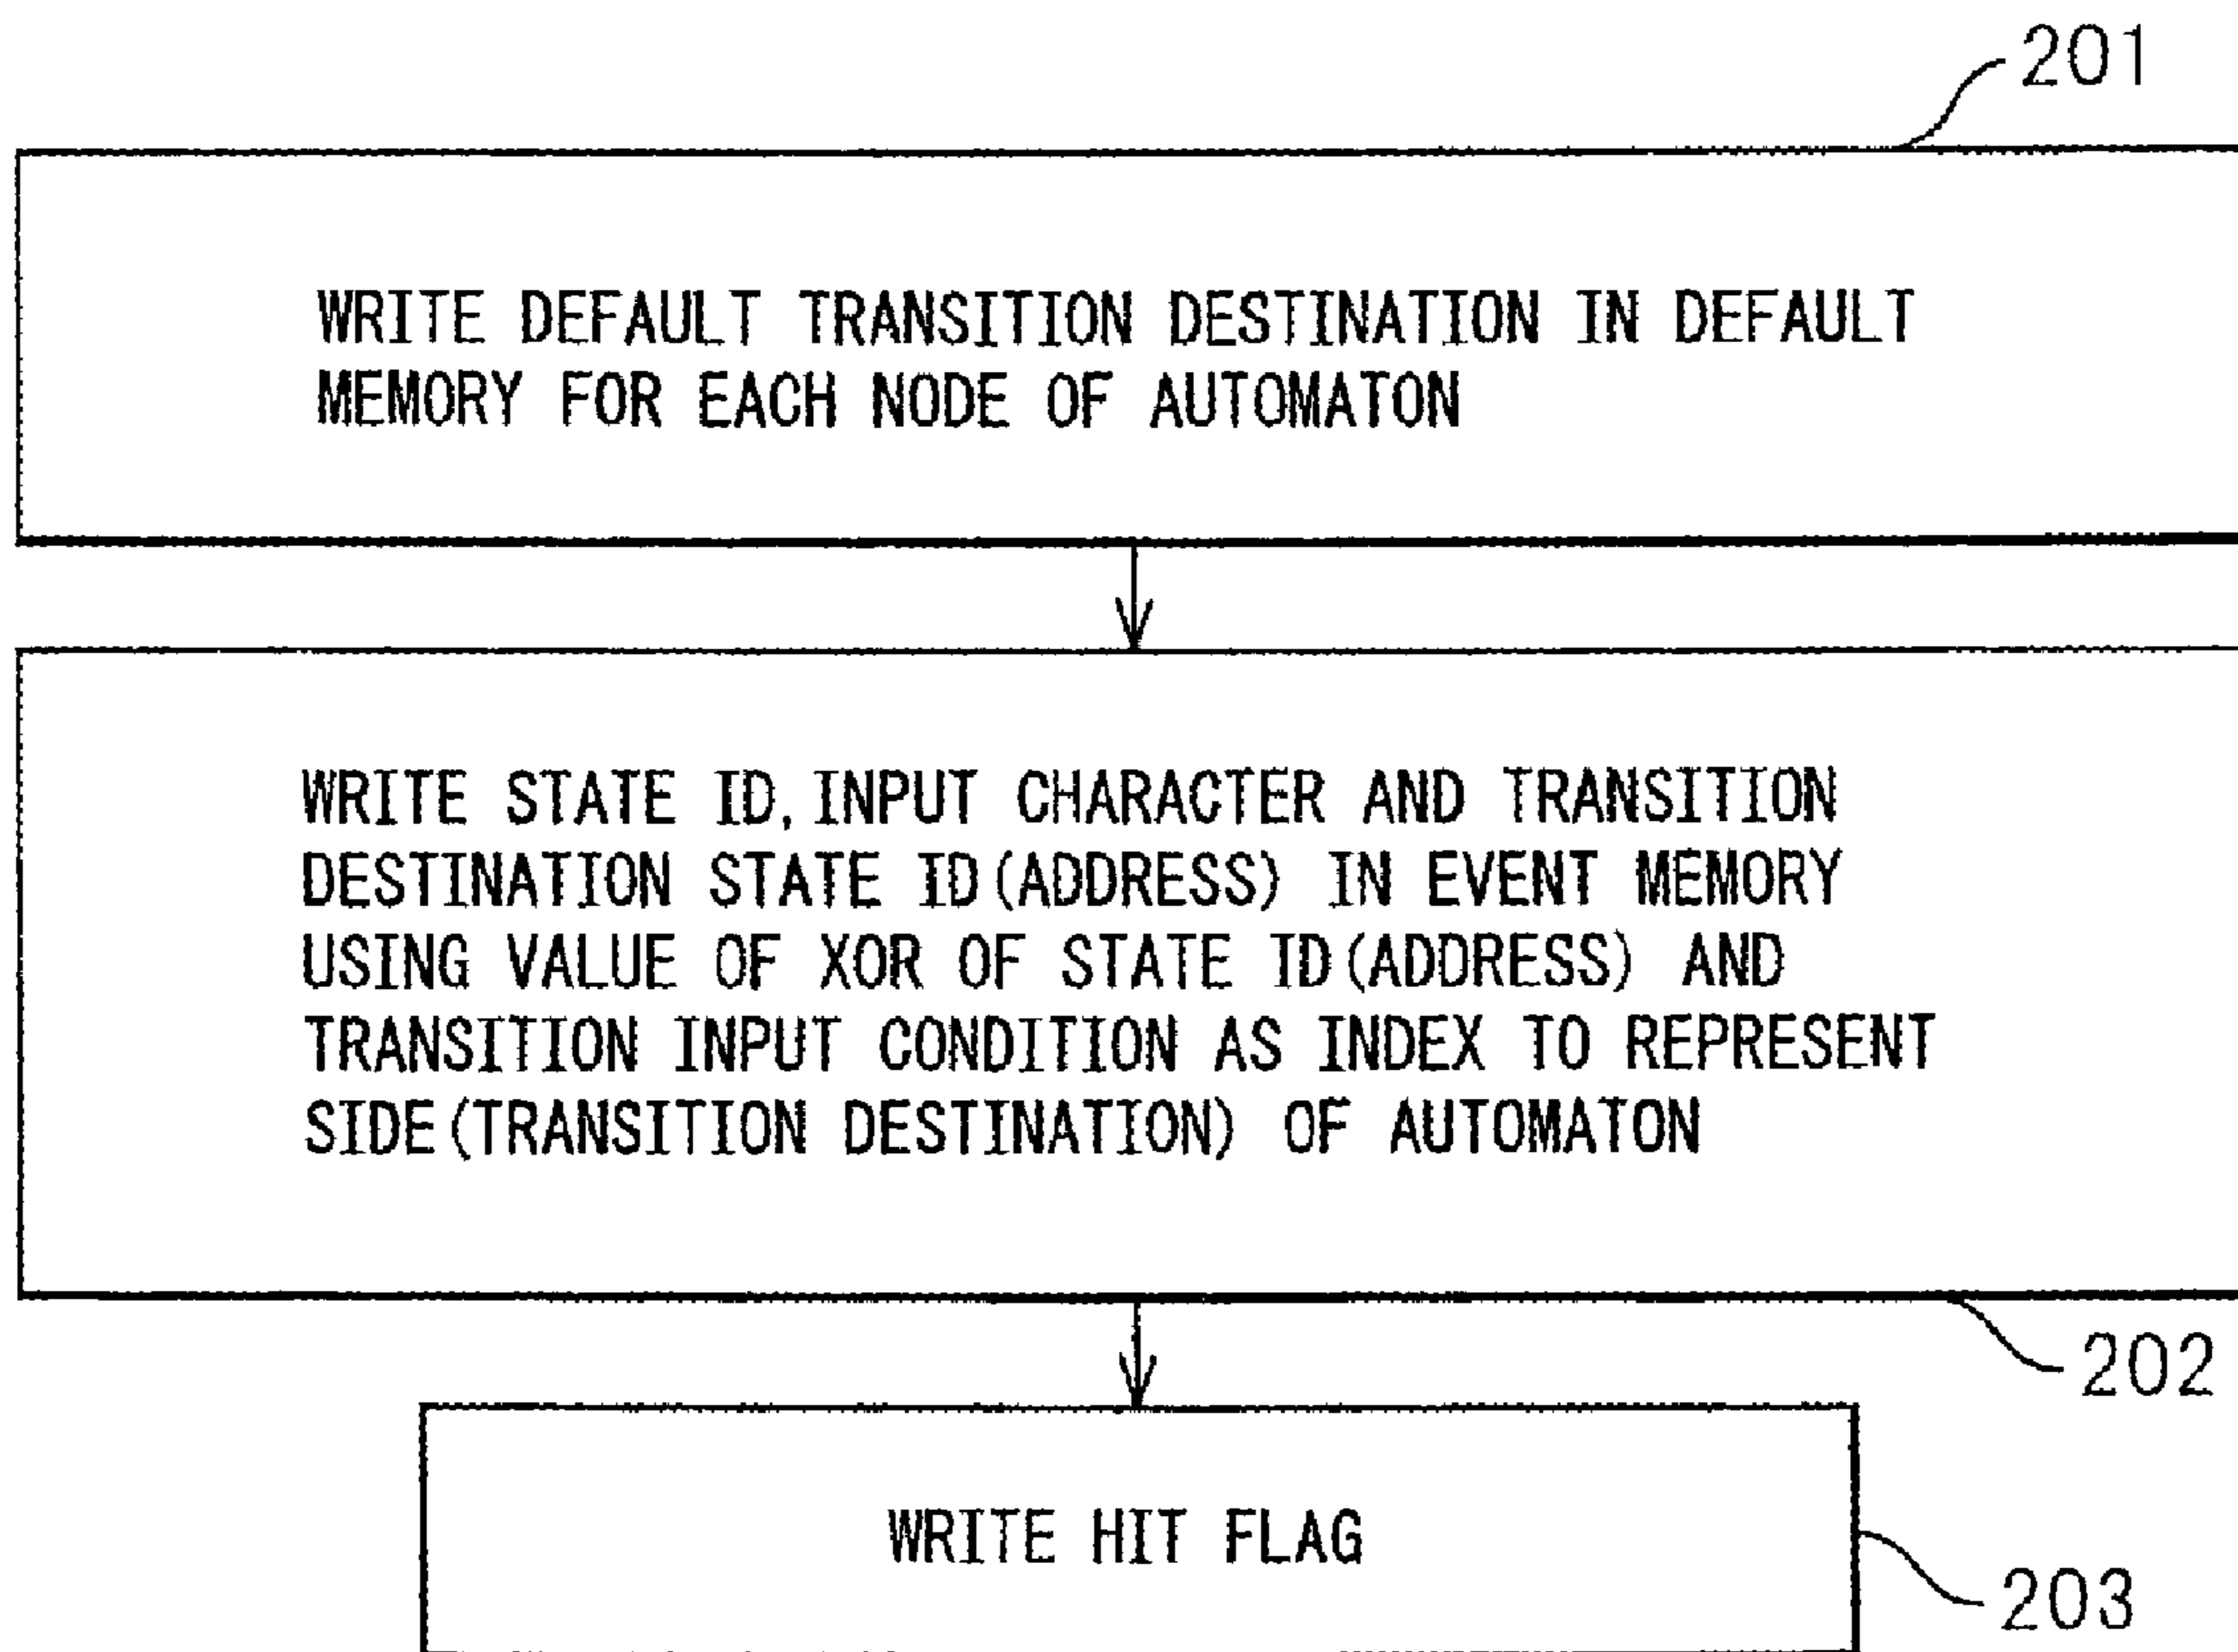 201
WRITE DEFAULT TRANSITION DESTINATION IN DEFAULT
MEMORY FOR EACH NODE OF AUTOMATON
WRITE STATE ID, INPUT CHARACTER AND TRANSITION
DESTINATION STATE ID(ADDRESS) IN EVENT MEMORY
USING VALUE OF XOR OF STATE ID(ADDRESS) AND
TRANSITION INPUT CONDITION AS INDEX TO REPRESENT
SIDE(TRANSITION DESTINATION) OF AUTOMATON
202
WRITE HIT FLAG
203